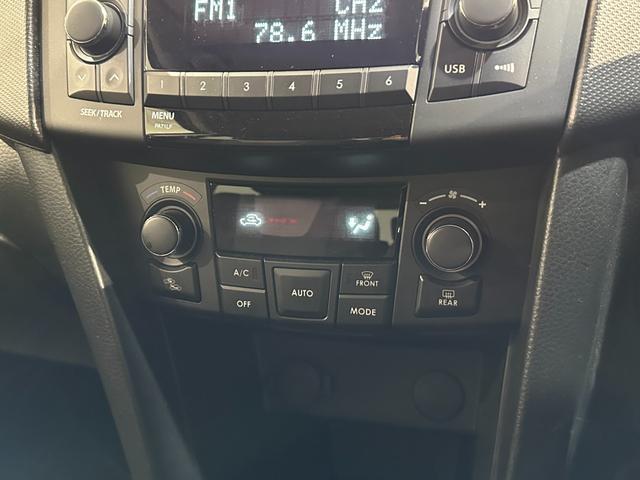 FM1 CH2
78.6 MHz
1 2 3 4 5 6
USB
SEEK/TRACK
MENU
PA71LP
TEMP
- +
A/C
AUTO
FRONT
OFF
MODE
REAR